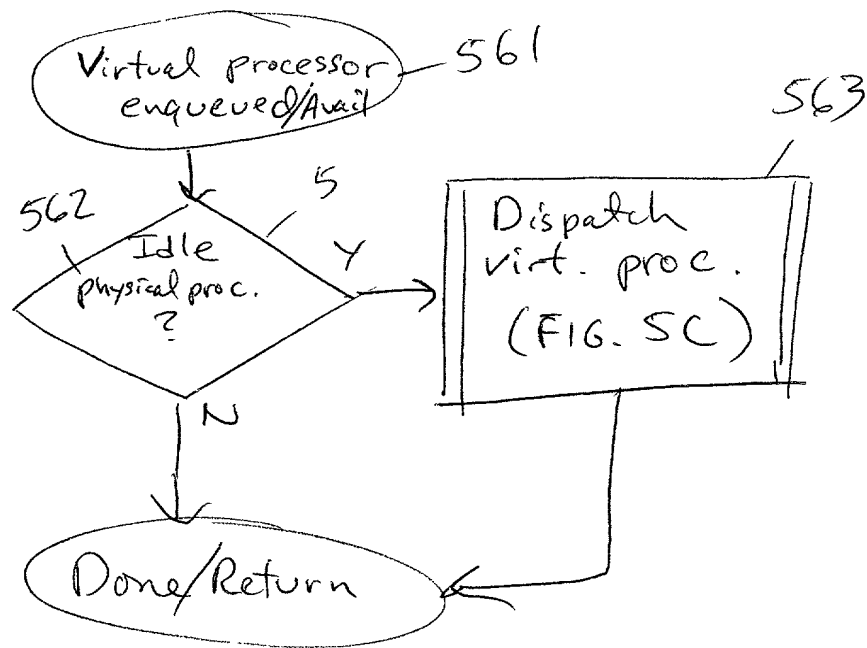 Virtual processor
enqueued/Avail
561
563
562
5
Idle
physical proc.
?
Y
Dispatch
virt. proc.
(FIG. 5C)
N
Done/Return